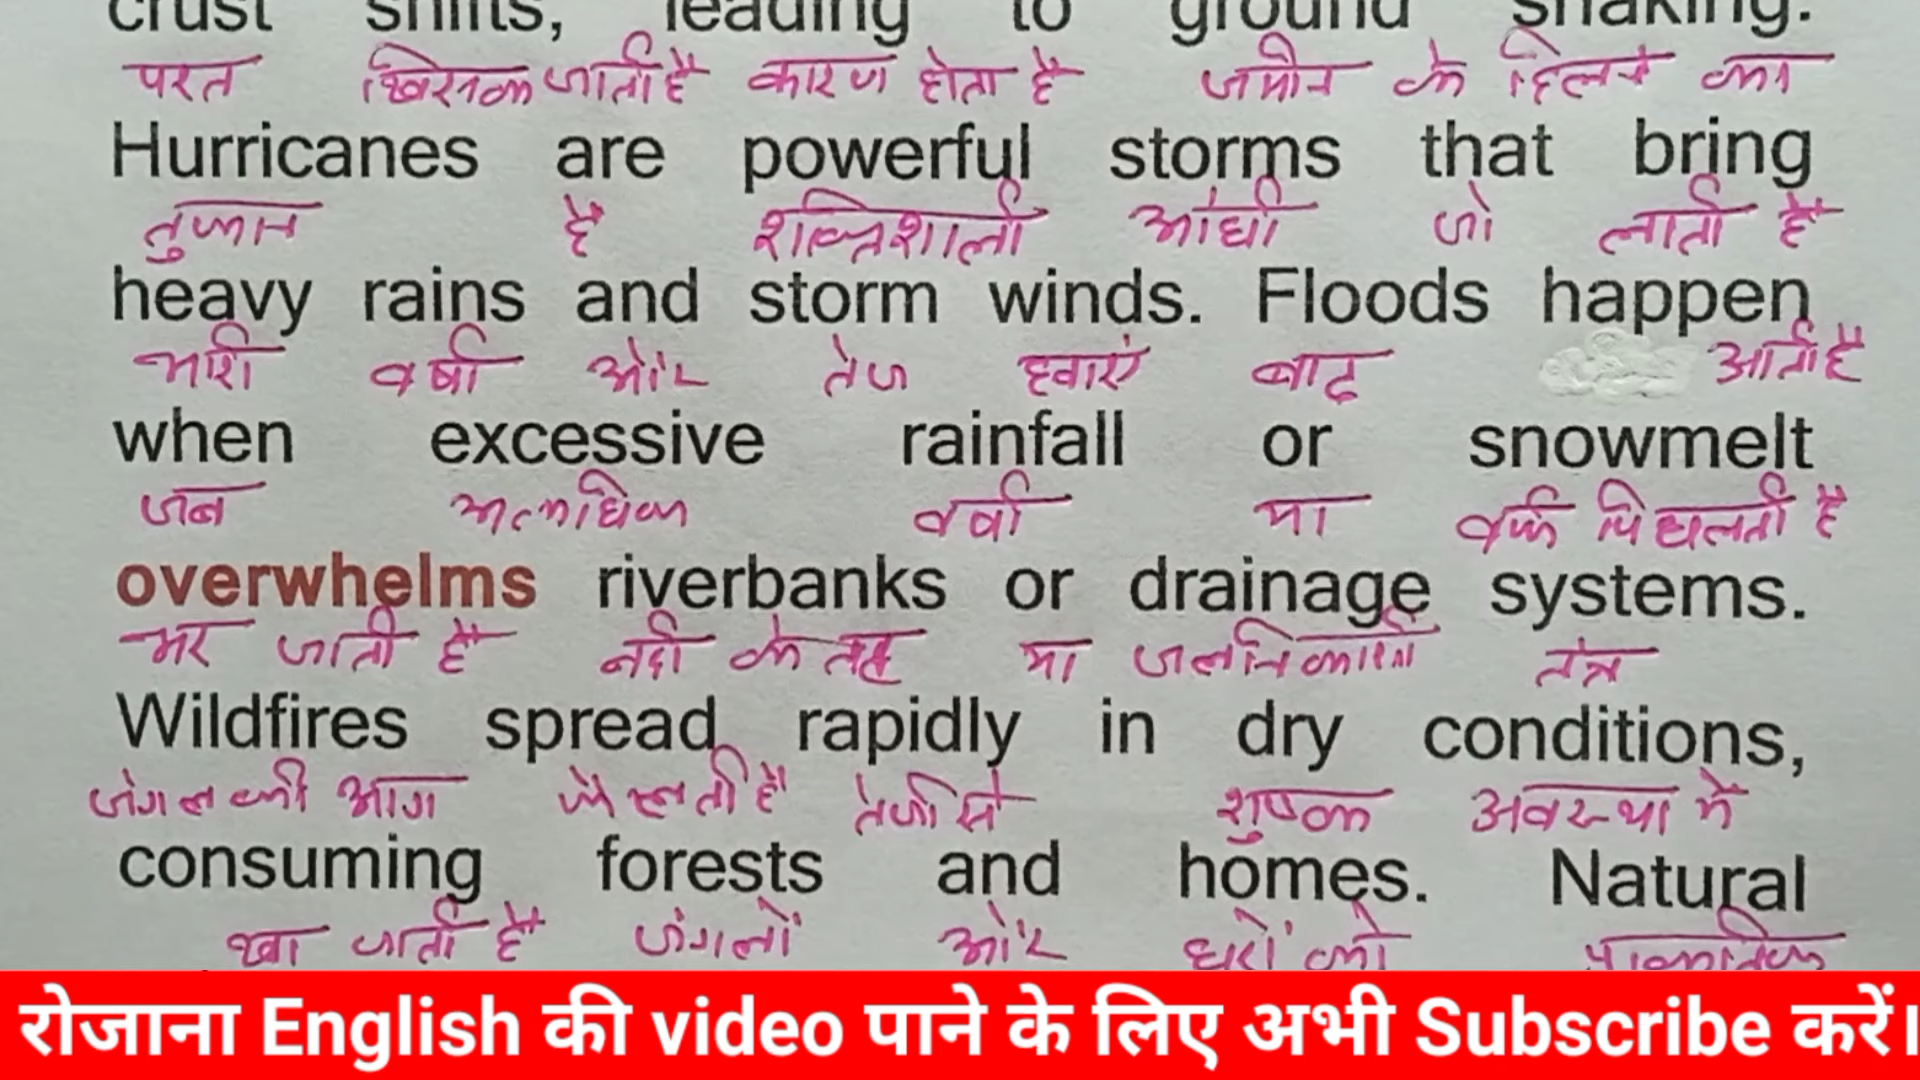 crust shifts, leading to ground shaking.
परत खिसक जाती है कारण होता है जमीन के हिलने का
Hurricanes are powerful storms that bring
तुफान है शक्तिशाली आंधी जो लाती है
heavy rains and storm winds. Floods happen
भारी वर्षा और तेज हवाएं बाढ़ आती है
when excessive rainfall or snowmelt
जब अत्यधिक वर्षा या बर्फ पिघलती है
overwhelms riverbanks or drainage systems.
भर जाती है नदी के तह या जलनिकासी तंत्र
Wildfires spread rapidly in dry conditions,
जंगल की आग फैलती है तेजी से शुष्क अवस्था में
consuming forests and homes. Natural
खा जाती है जंगलों और घरों को प्राकृतिक
रोजाना English की video पाने के लिए अभी Subscribe करें।